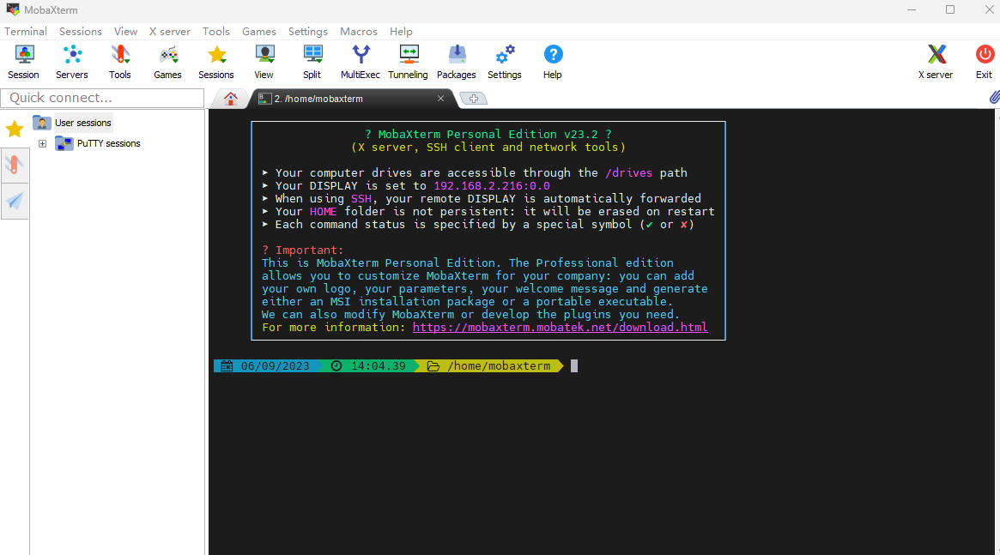 MobaXterm
Terminal Sessions View X server Tools Games Settings Macros Help
Session Servers Tools Games Sessions View Split MultiExec Tunneling Packages Settings Help X server Exit
Quick connect...
2. /home/mobaxterm
User sessions
PuTTY sessions
? MobaXterm Personal Edition v23.2 ?
(X server, SSH client and network tools)
➤ Your computer drives are accessible through the /drives path
➤ Your DISPLAY is set to 192.168.2.216:0.0
➤ When using SSH, your remote DISPLAY is automatically forwarded
➤ Your HOME folder is not persistent: it will be erased on restart
➤ Each command status is specified by a special symbol (✔ or ✘)
? Important:
This is MobaXterm Personal Edition. The Professional edition
allows you to customize MobaXterm for your company: you can add
your own logo, your parameters, your welcome message and generate
either an MSI installation package or a portable executable.
We can also modify MobaXterm or develop the plugins you need.
For more information: https://mobaxterm.mobatek.net/download.html
06/09/2023 14:04.39 /home/mobaxterm